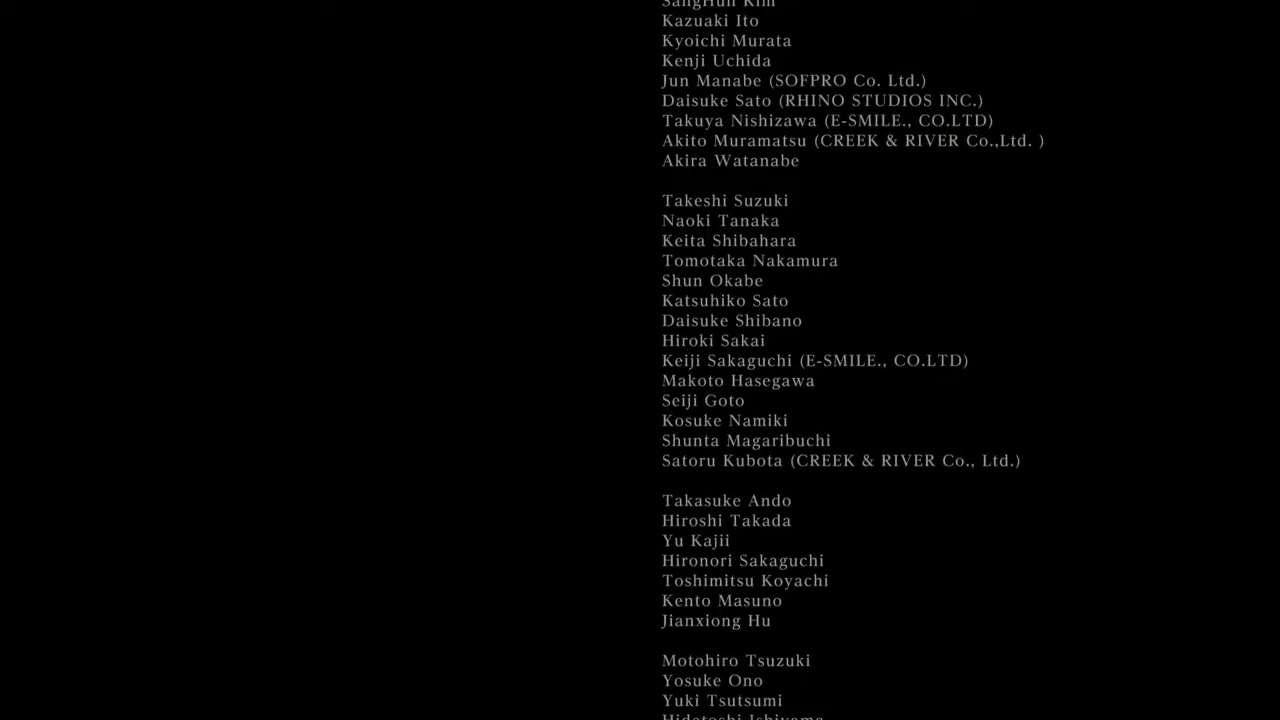 SangHun Kim
Kazuaki Ito
Kyoichi Murata
Kenji Uchida
Jun Manabe (SOFPRO Co. Ltd.)
Daisuke Sato (RHINO STUDIOS INC.)
Takuya Nishizawa (E-SMILE., CO.LTD)
Akito Muramatsu (CREEK & RIVER Co.,Ltd. )
Akira Watanabe
Takeshi Suzuki
Naoki Tanaka
Keita Shibahara
Tomotaka Nakamura
Shun Okabe
Katsuhiko Sato
Daisuke Shibano
Hiroki Sakai
Keiji Sakaguchi (E-SMILE., CO.LTD)
Makoto Hasegawa
Seiji Goto
Kosuke Namiki
Shunta Magaribuchi
Satoru Kubota (CREEK & RIVER Co., Ltd.)
Takasuke Ando
Hiroshi Takada
Yu Kajii
Hironori Sakaguchi
Toshimitsu Koyachi
Kento Masuno
Jianxiong Hu
Motohiro Tsuzuki
Yosuke Ono
Yuki Tsutsumi
Hidetoshi Ishiyama